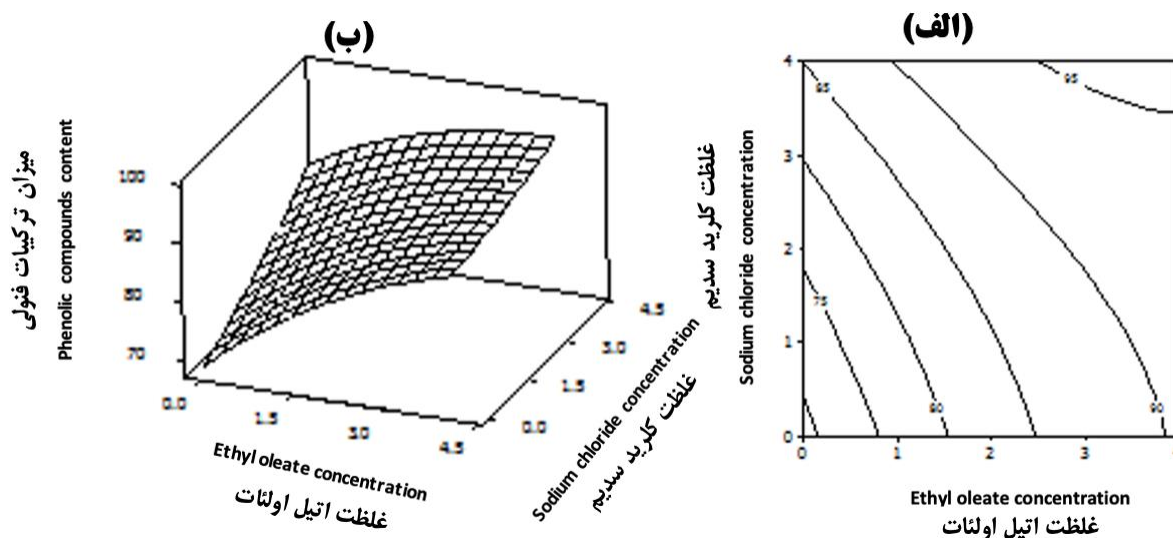 (ب)
(الف)
میزان ترکیبات فنولی
Phenolic compounds content
100
90
80
70
0.0
1.5
3.0
4.5
Ethyl oleate concentration
غلظت اتیل اولئات
0.0
1.5
3.0
4.5
Sodium chloride concentration
غلظت کلرید سدیم
غلظت کلرید سدیم
Sodium chloride concentration
4
3
2
1
0
85
95
75
80
90
0
1
2
3
Ethyl oleate concentration
غلظت اتیل اولئات